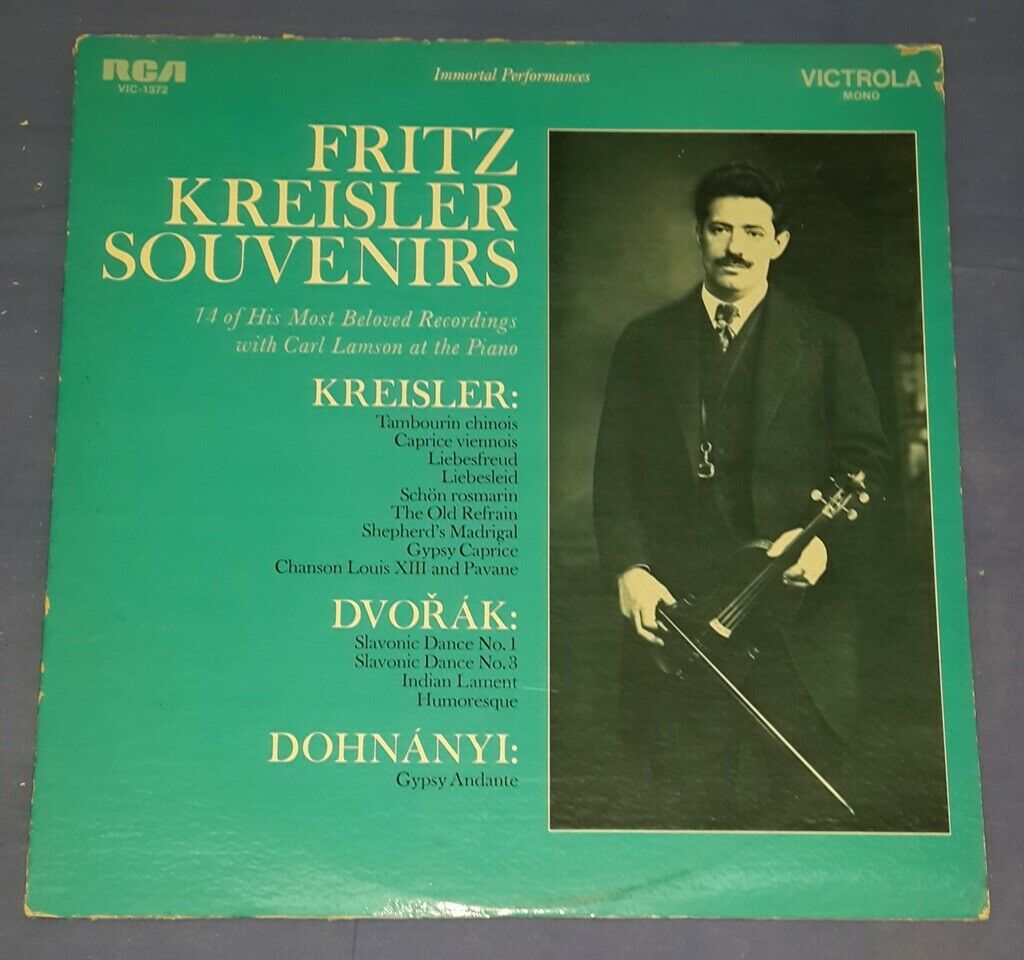 RCA
VIC-1372
Immortal Performances
VICTROLA
MONO
FRITZ
KREISLER
SOUVENIRS
14 of His Most Beloved Recordings
with Carl Lamson at the Piano
KREISLER:
Tambourin chinois
Caprice viennois
Liebesfreud
Liebesleid
Schön rosmarin
The Old Refrain
Shepherd's Madrigal
Gypsy Caprice
Chanson Louis XIII and Pavane
DVOŘÁK:
Slavonic Dance No. 1
Slavonic Dance No. 3
Indian Lament
Humoresque
DOHNÁNYI:
Gypsy Andante